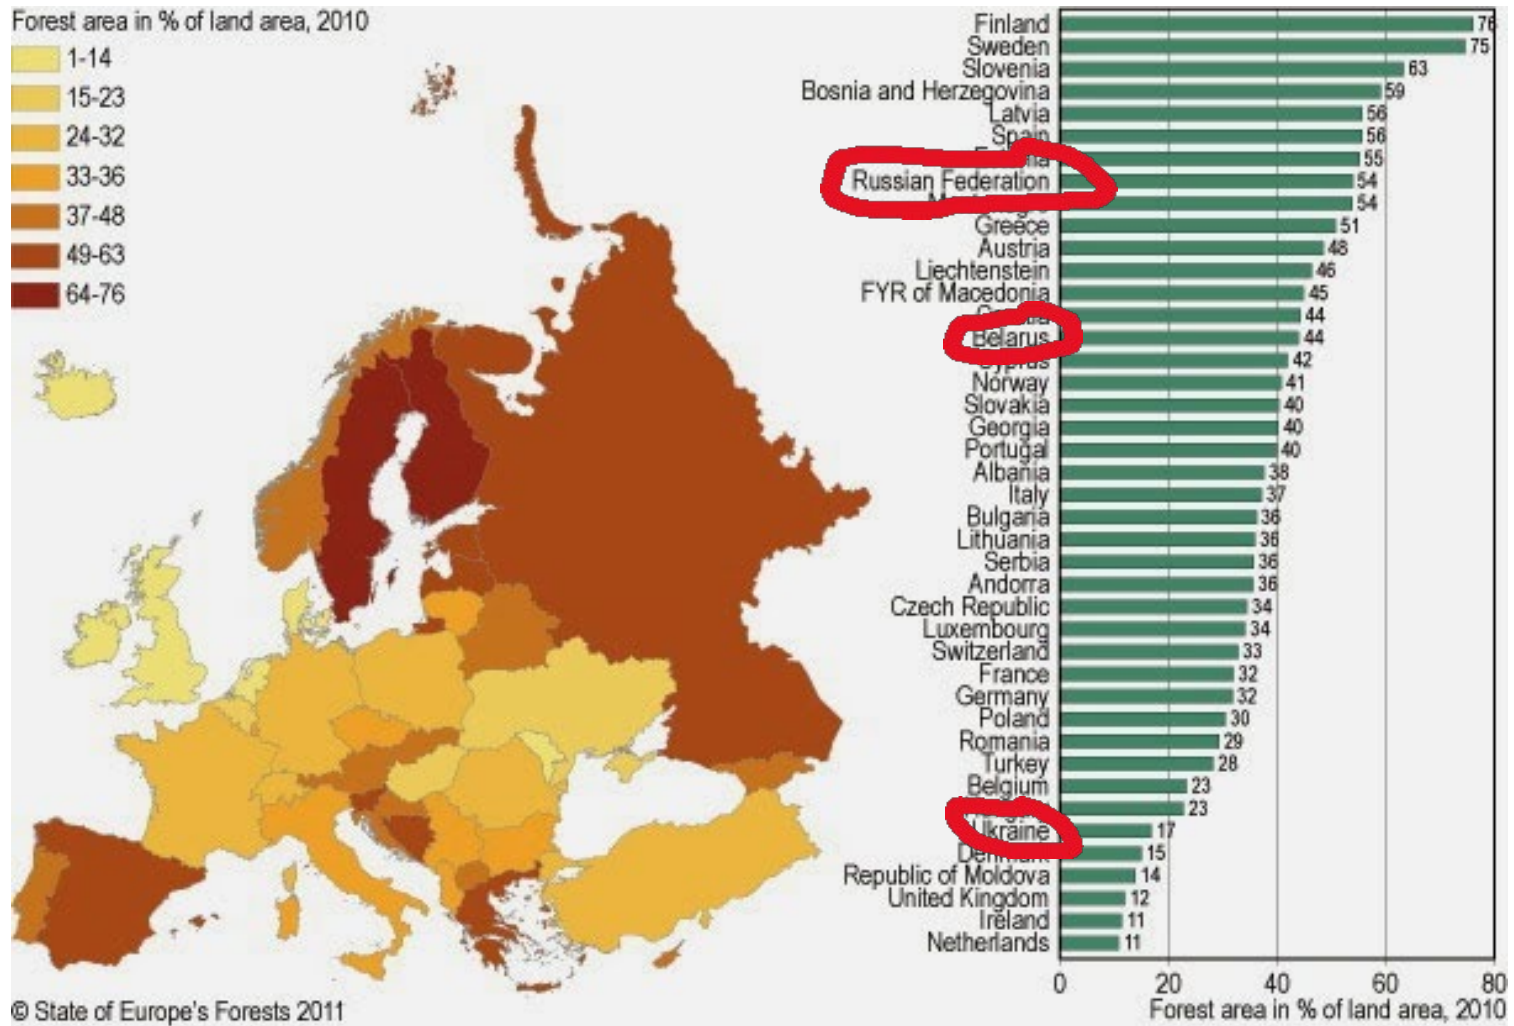 Forest area in % of land area, 2010
1-14
15-23
24-32
33-36
37-48
49-63
64-76
© State of Europe's Forests 2011
Finland 76
Sweden 75
Slovenia 63
Bosnia and Herzegovina 59
Latvia 56
Spain 56
55
Russian Federation 54
54
Greece 51
Austria 48
Liechtenstein 46
FYR of Macedonia 45
44
Belarus 44
Cyprus 42
Norway 41
Slovakia 40
Georgia 40
Portugal 40
Albania 38
Italy 37
Bulgaria 36
Lithuania 36
Serbia 36
Andorra 36
Czech Republic 34
Luxembourg 34
Switzerland 33
France 32
Germany 32
Poland 30
Romania 29
Turkey 28
Belgium 23
23
Ukraine 17
Denmark 15
Republic of Moldova 14
United Kingdom 12
Ireland 11
Netherlands 11
0 20 40 60 80
Forest area in % of land area, 2010